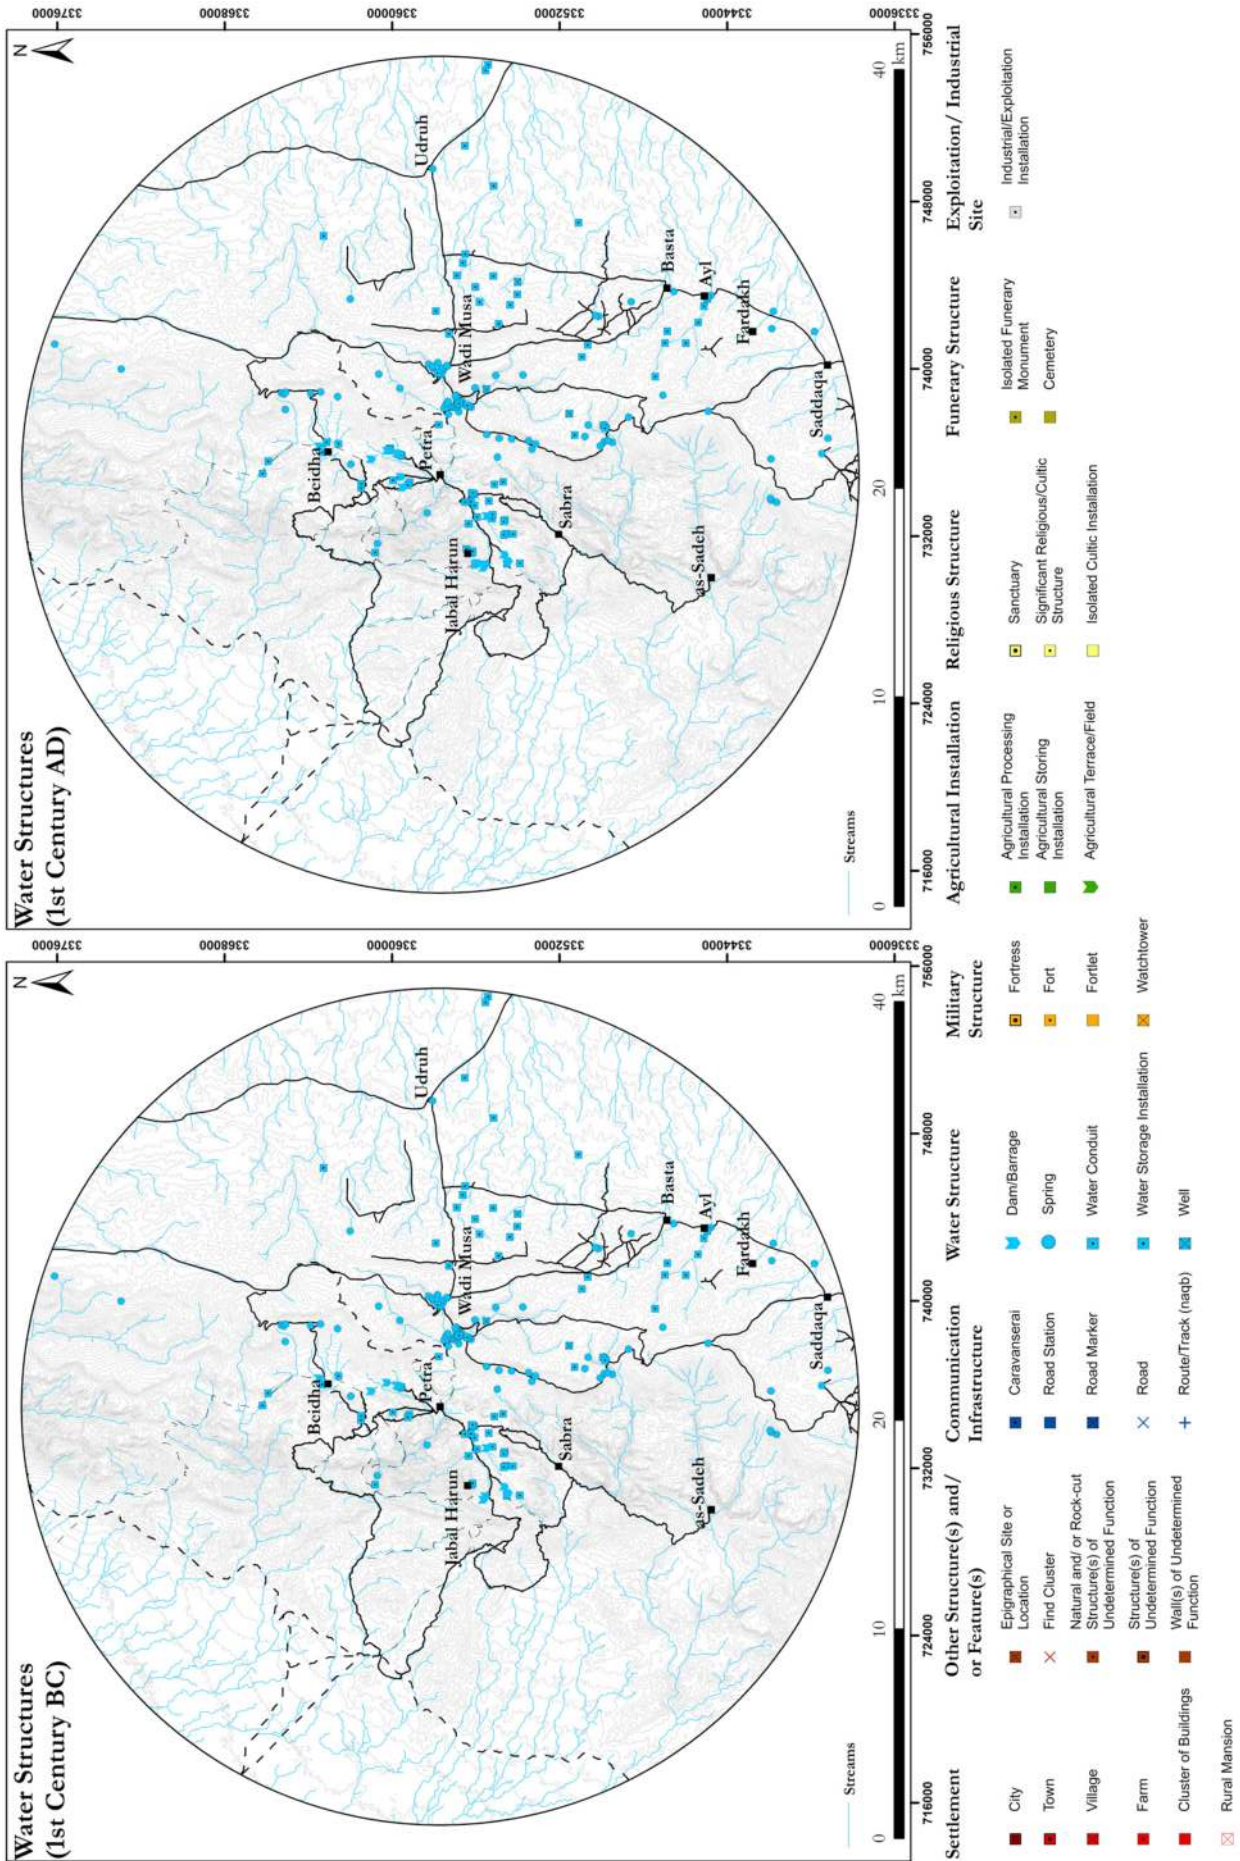 Water Structures
(1st Century BC)
N
3376000
3368000
3360000
3352000
3344000
3336000
756000
748000
740000
732000
724000
716000
Udruh
Wadi Musa
Beidha
Petra
Basta
Ayl
Jabal Harun
Sabra
Fardakh
as-Sadeh
Saddaqa
Streams
0
10
20
40
km
Water Structures
(1st Century AD)
N
3376000
3368000
3360000
3352000
3344000
3336000
756000
748000
740000
732000
724000
716000
Udruh
Wadi Musa
Beidha
Petra
Basta
Ayl
Jabal Harun
Sabra
Fardakh
as-Sadeh
Saddaqa
Streams
0
10
20
40
km
Settlement
City
Town
Village
Farm
Cluster of Buildings
Rural Mansion
Other Structure(s) and/
or Feature(s)
Epigraphical Site or
Location
Find Cluster
Natural and/ or Rock-cut
Structure(s) of
Undetermined Function
Structure(s) of
Undetermined Function
Wall(s) of Undetermined
Function
Communication
Infrastructure
Caravanserai
Road Station
Road Marker
Road
Route/Track (naqb)
Water Structure
Dam/Barrage
Spring
Water Conduit
Water Storage Installation
Well
Military
Structure
Fortress
Fort
Fortlet
Watchtower
Agricultural Installation
Agricultural Processing
Installation
Agricultural Storing
Installation
Agricultural Terrace/Field
Religious Structure
Sanctuary
Significant Religious/Cultic
Structure
Isolated Cultic Installation
Funerary Structure
Isolated Funerary
Monument
Cemetery
Exploitation/ Industrial
Site
Industrial/Exploitation
Installation